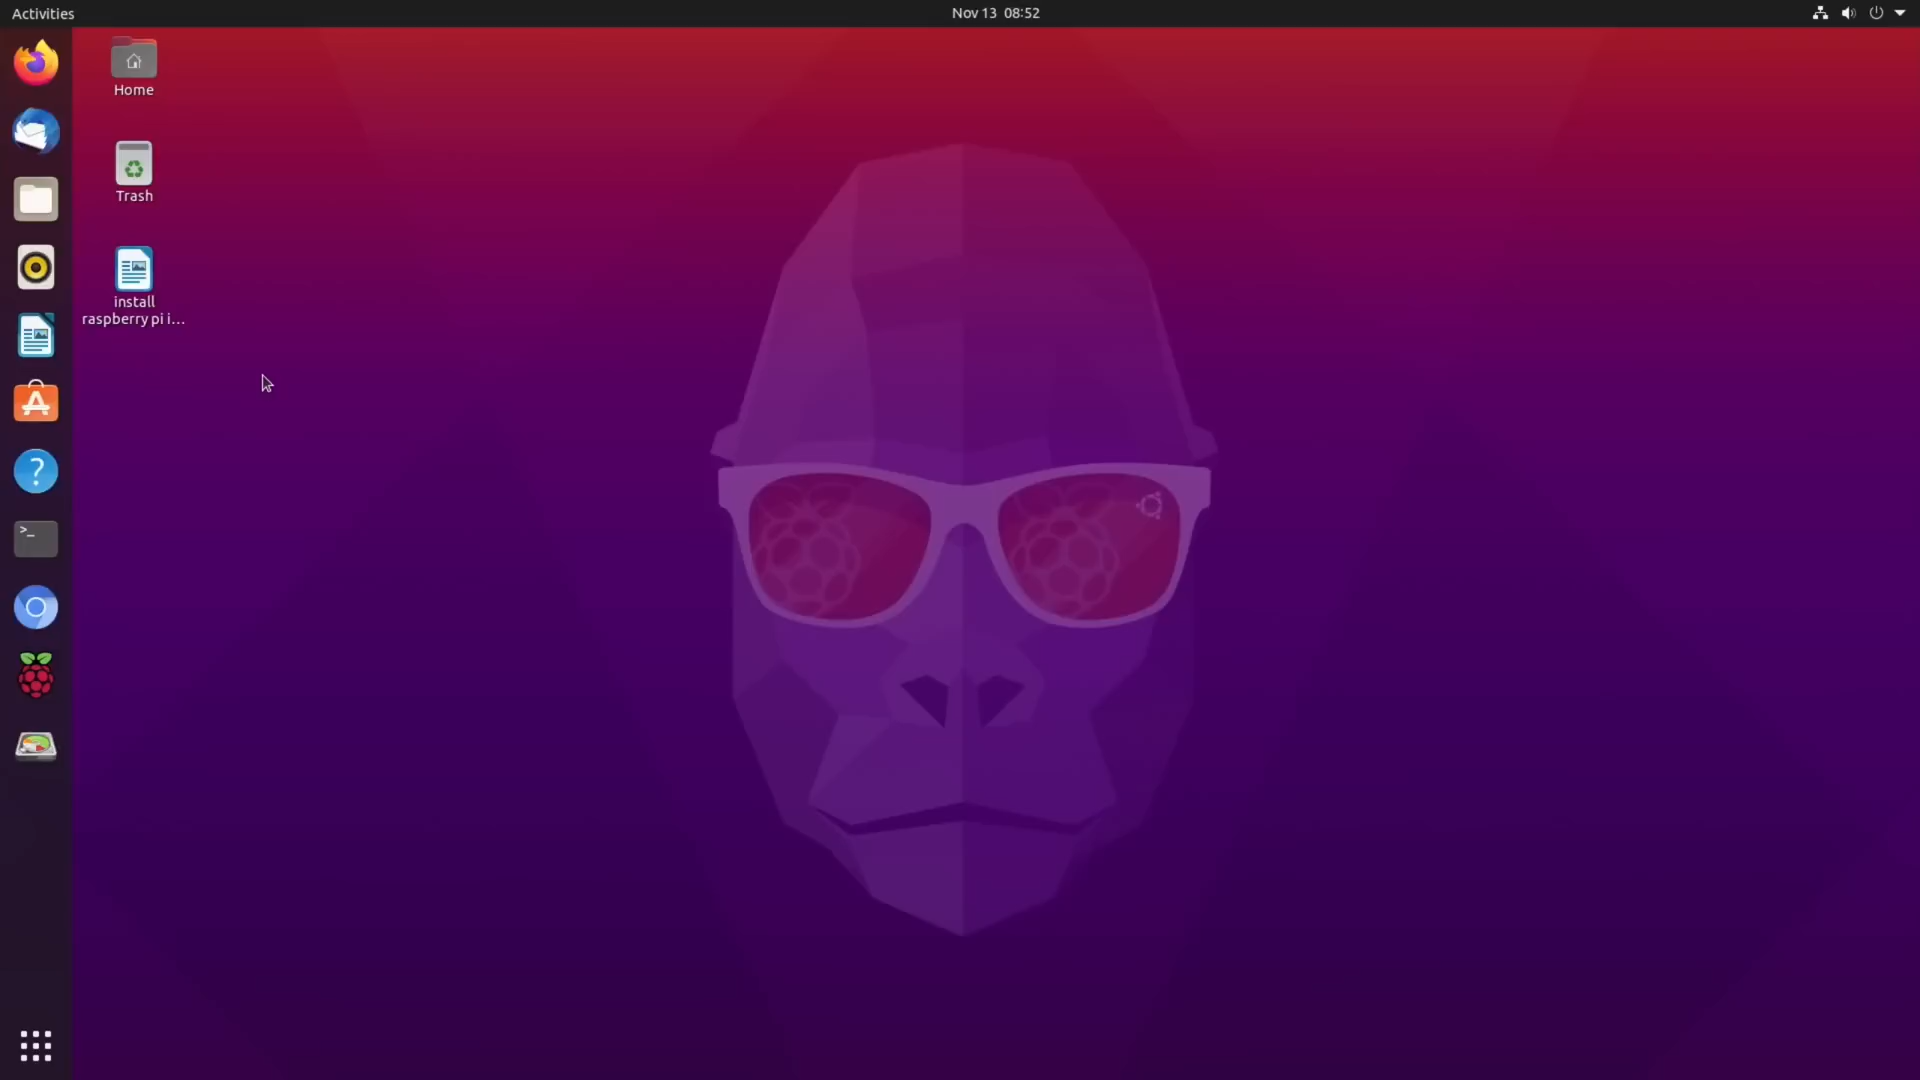 Activities
Nov 13 08:52
Home
Trash
install
raspberry pi i...